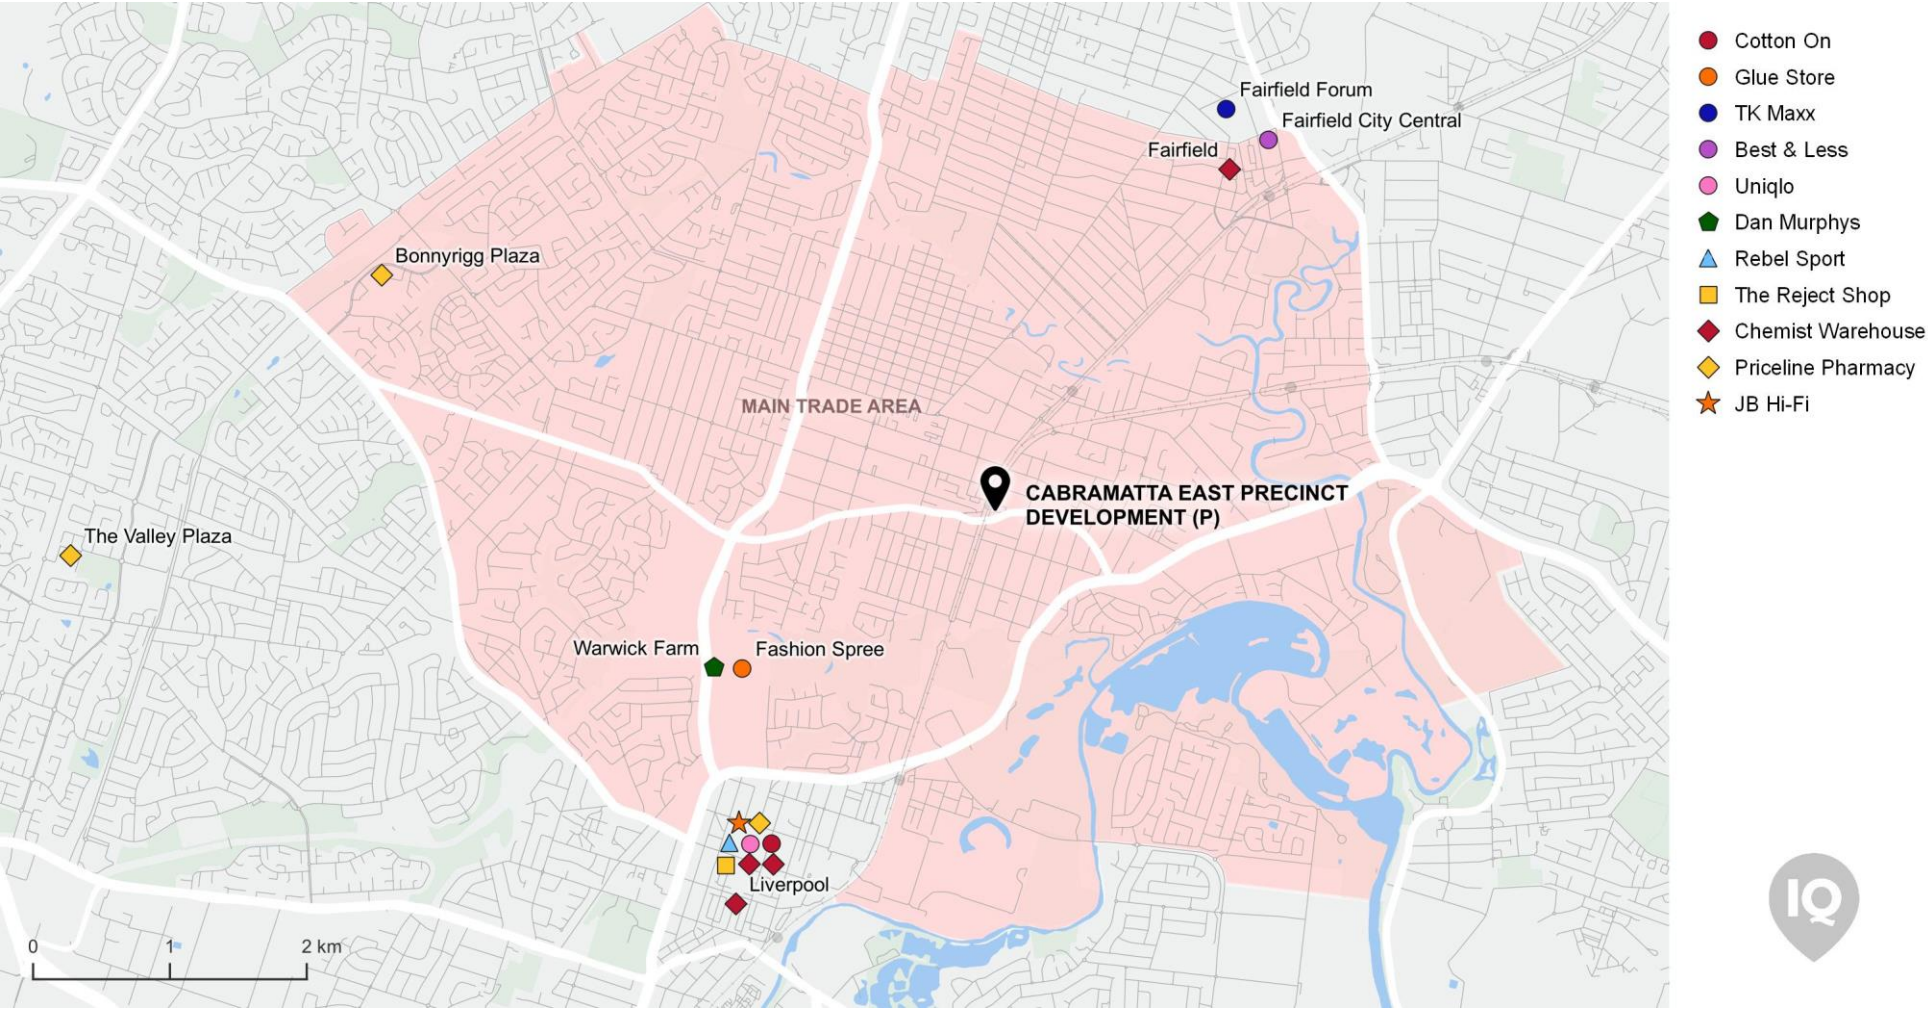 Fairfield Forum
Fairfield City Central
Fairfield
Bonnyrigg Plaza
MAIN TRADE AREA
CABRAMATTA EAST PRECINCT
DEVELOPMENT (P)
The Valley Plaza
Warwick Farm
Fashion Spree
Liverpool
0 1 2 km
Cotton On
Glue Store
TK Maxx
Best & Less
Uniqlo
Dan Murphys
Rebel Sport
The Reject Shop
Chemist Warehouse
Priceline Pharmacy
JB Hi-Fi
IQ